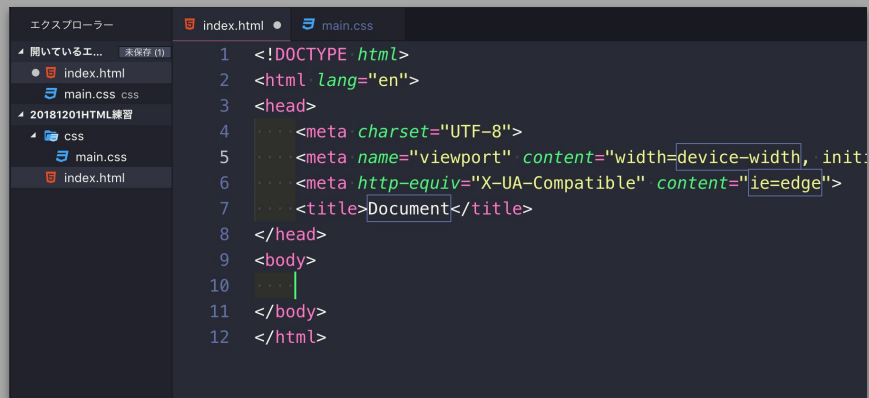 エクスプローラー
開いているエ... 未保存 (1)
index.html
main.css css
20181201HTML練習
css
main.css
index.html
index.html main.css
1 <!DOCTYPE html>
2 <html lang="en">
3 <head>
4 <meta charset="UTF-8">
5 <meta name="viewport" content="width=device-width, initi
6 <meta http-equiv="X-UA-Compatible" content="ie=edge">
7 <title>Document</title>
8 </head>
9 <body>
10
11 </body>
12 </html>